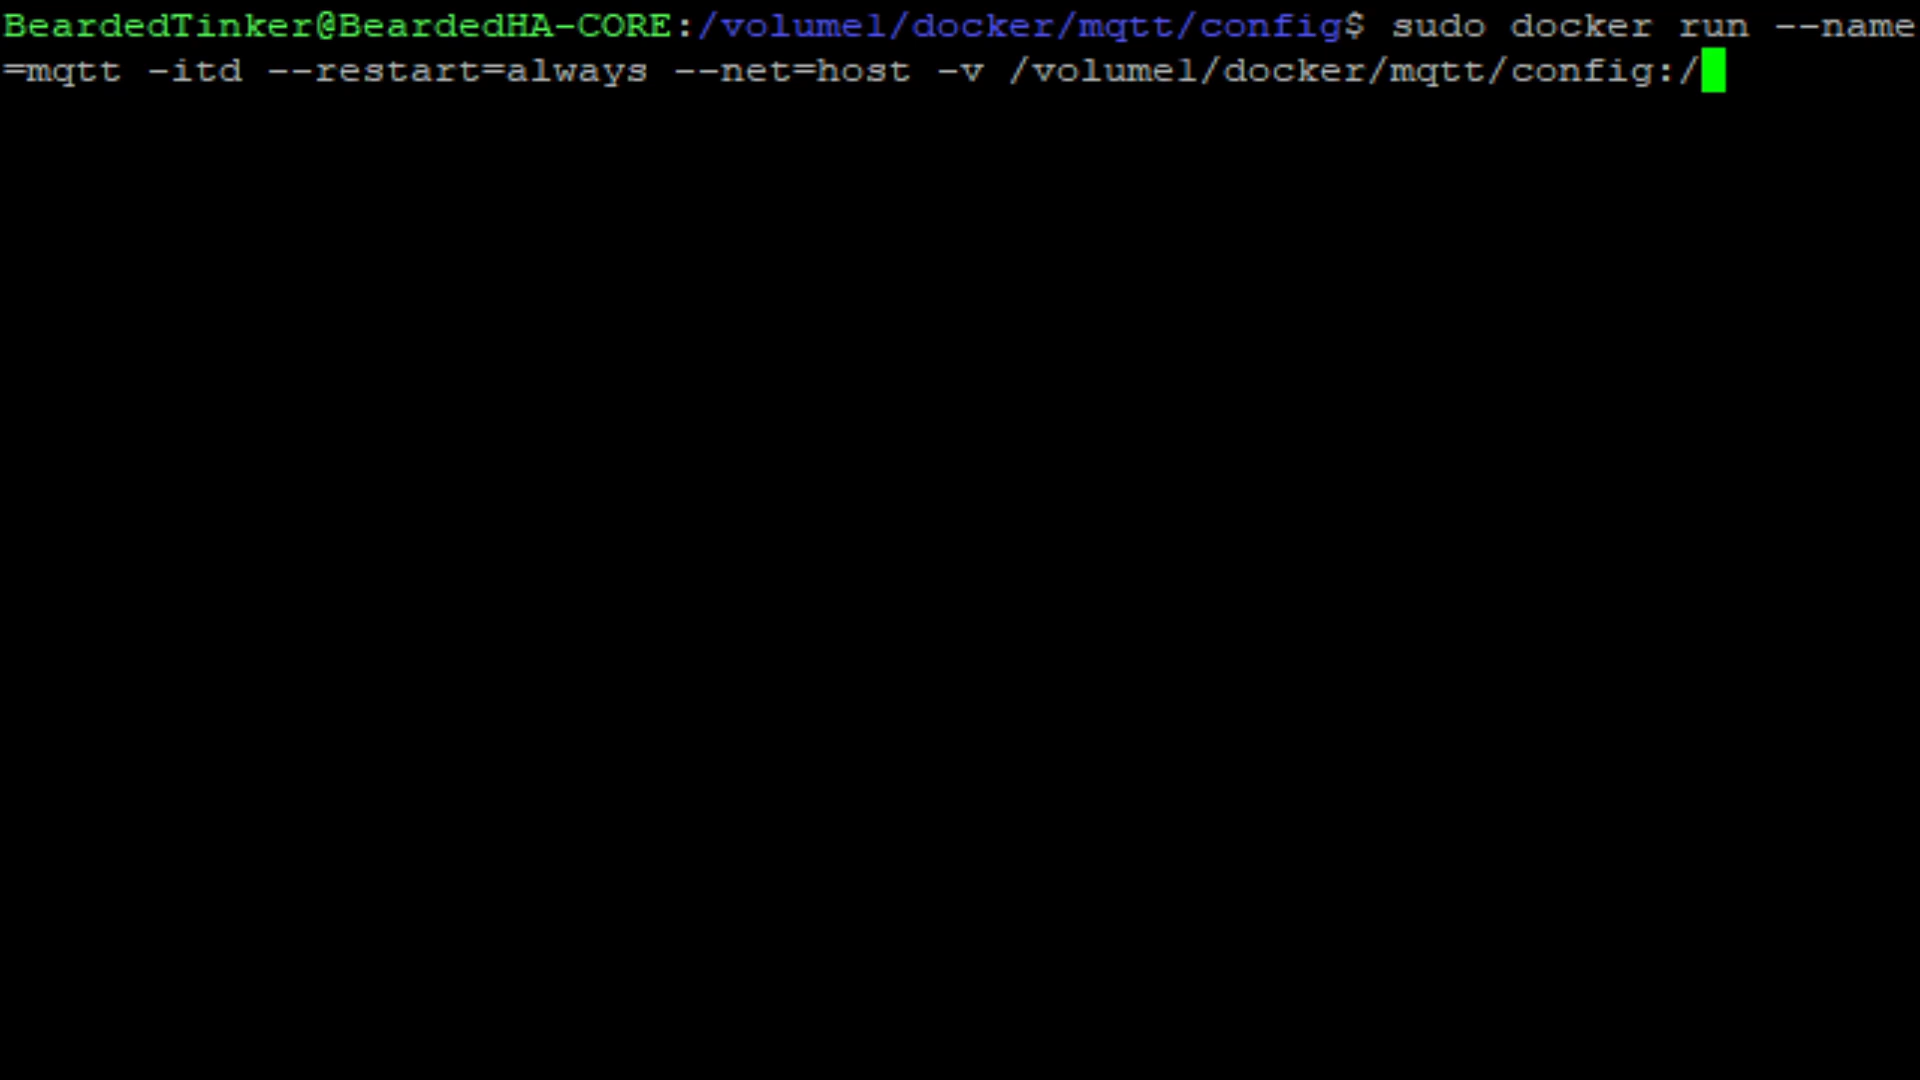 BeardedTinker@BeardedHA-CORE:/volume1/docker/mqtt/config$ sudo docker run --name
=mqtt -itd --restart=always --net=host -v /volume1/docker/mqtt/config:/